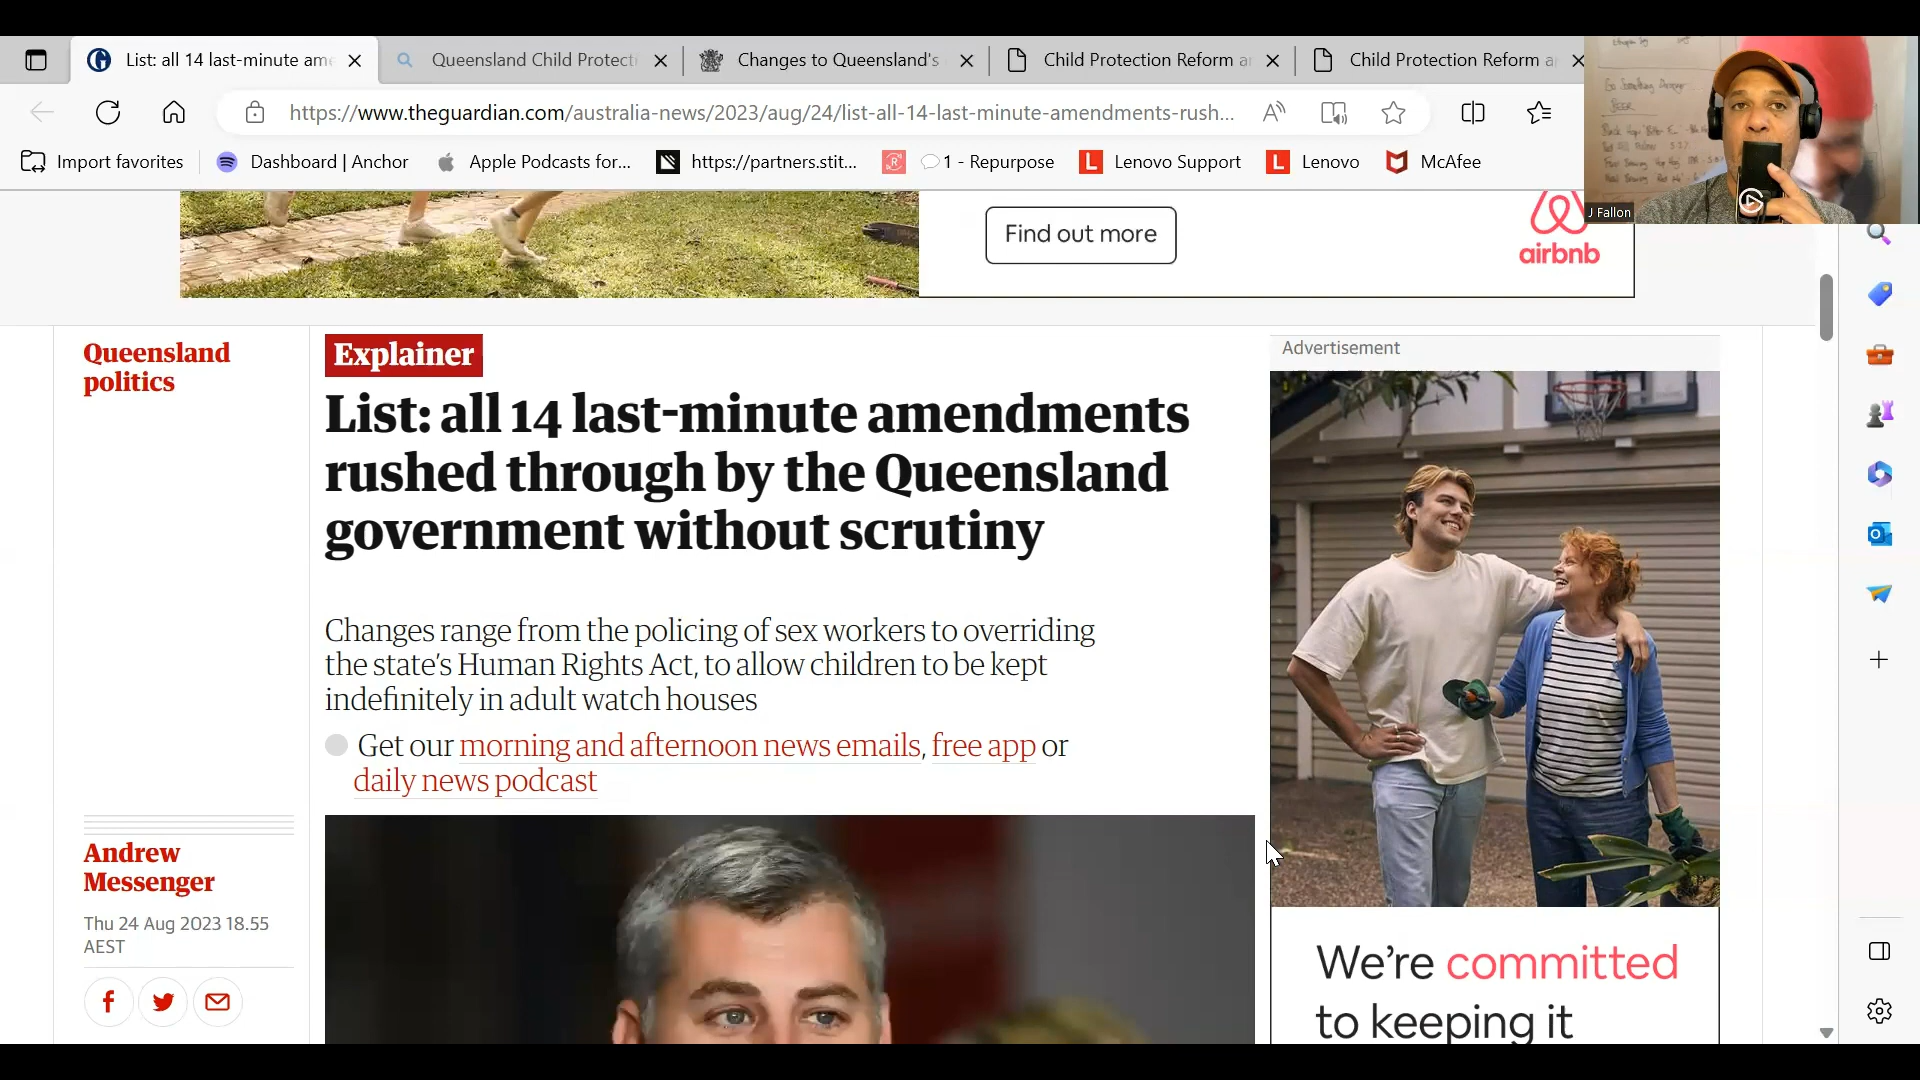 List: all 14 last-minute am
Queensland Child Protect
Changes to Queensland's
Child Protection Reform a
Child Protection Reform a
https://www.theguardian.com/australia-news/2023/aug/24/list-all-14-last-minute-amendments-rush...
Import favorites
Dashboard | Anchor
Apple Podcasts for...
https://partners.stit...
1 - Repurpose
Lenovo Support
Lenovo
McAfee
BEER
J Fallon
Find out more
airbnb
Queensland
politics
Explainer
List: all 14 last-minute amendments
rushed through by the Queensland
government without scrutiny
Changes range from the policing of sex workers to overriding
the state’s Human Rights Act, to allow children to be kept
indefinitely in adult watch houses
Get our morning and afternoon news emails, free app or
daily news podcast
Andrew
Messenger
Thu 24 Aug 2023 18.55
AEST
Advertisement
We’re committed
to keeping it